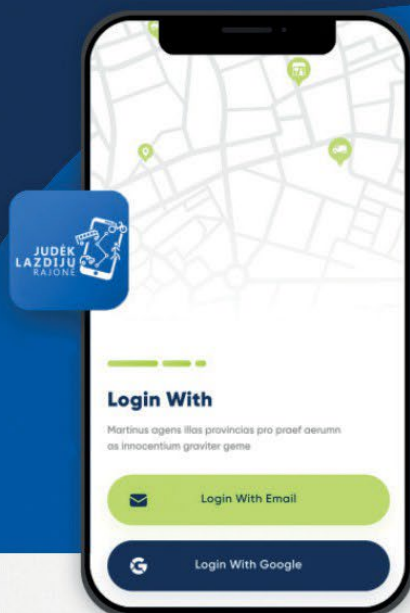 JUDĖK
LAZDIJŲ
RAJONE
Login With
Martinus agens illas provincias pro praef aerumn
as innocentium graviter geme
Login With Email
Login With Google